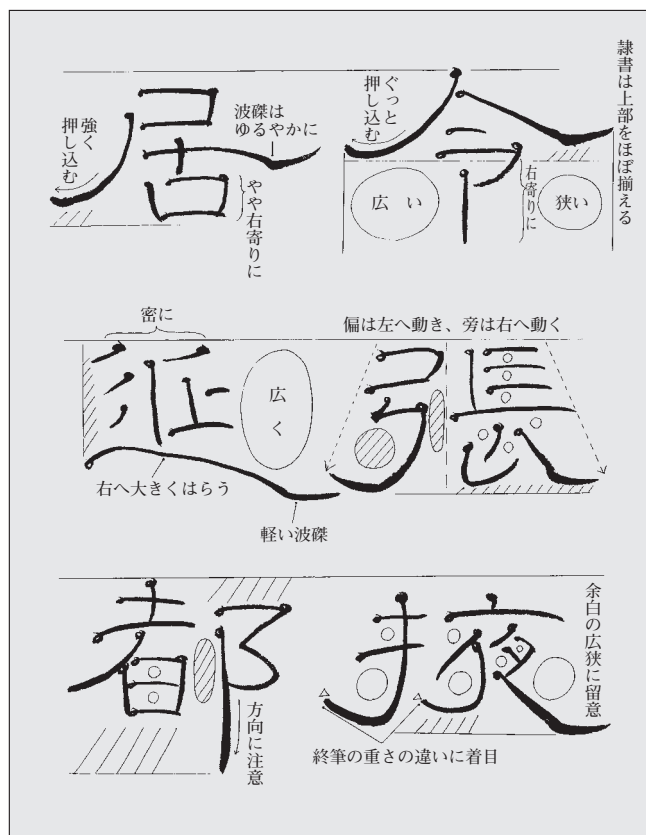 隷書は上部をほぼ揃える
令
ぐっと
押し込む
広い
右寄りに
狭い
居
波磔は
ゆるやかに
強く
押し込む
やや右寄りに
偏は左へ動き、旁は右へ動く
張
密に
延
広く
右へ大きくはらう
軽い波磔
余白の広狭に留意
掖
終筆の重さの違いに着目
都
方向に注意